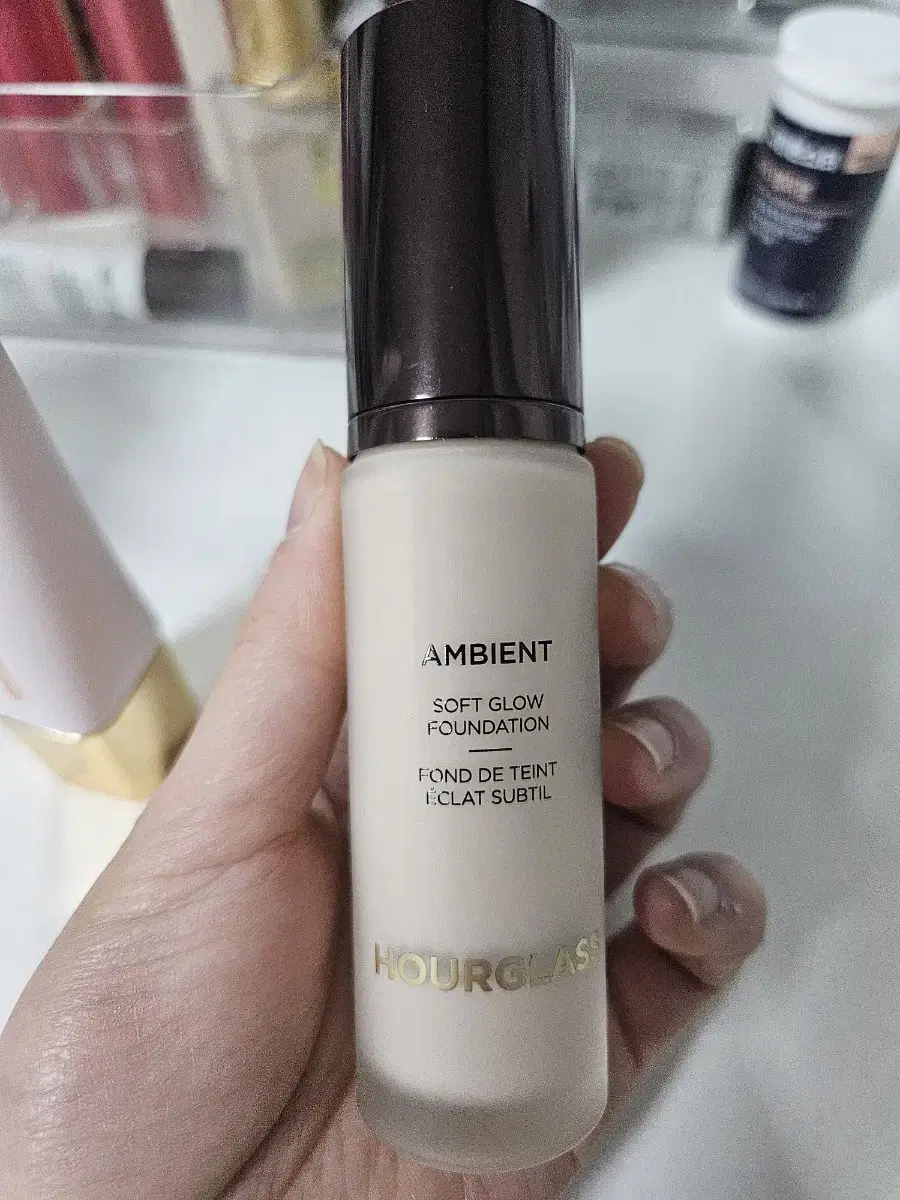 AMBIENT
SOFT GLOW
FOUNDATION
FOND DE TEINT
ÉCLAT SUBTIL
HOURGLASS